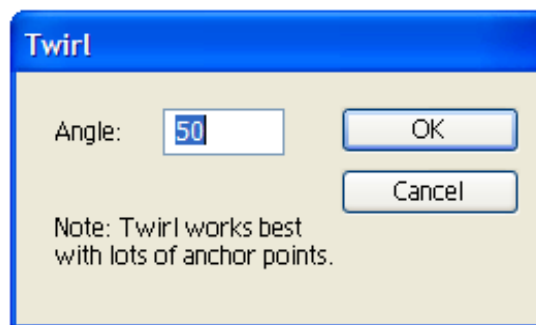 Twirl
Angle: 50 OK
Cancel
Note: Twirl works best
with lots of anchor points.